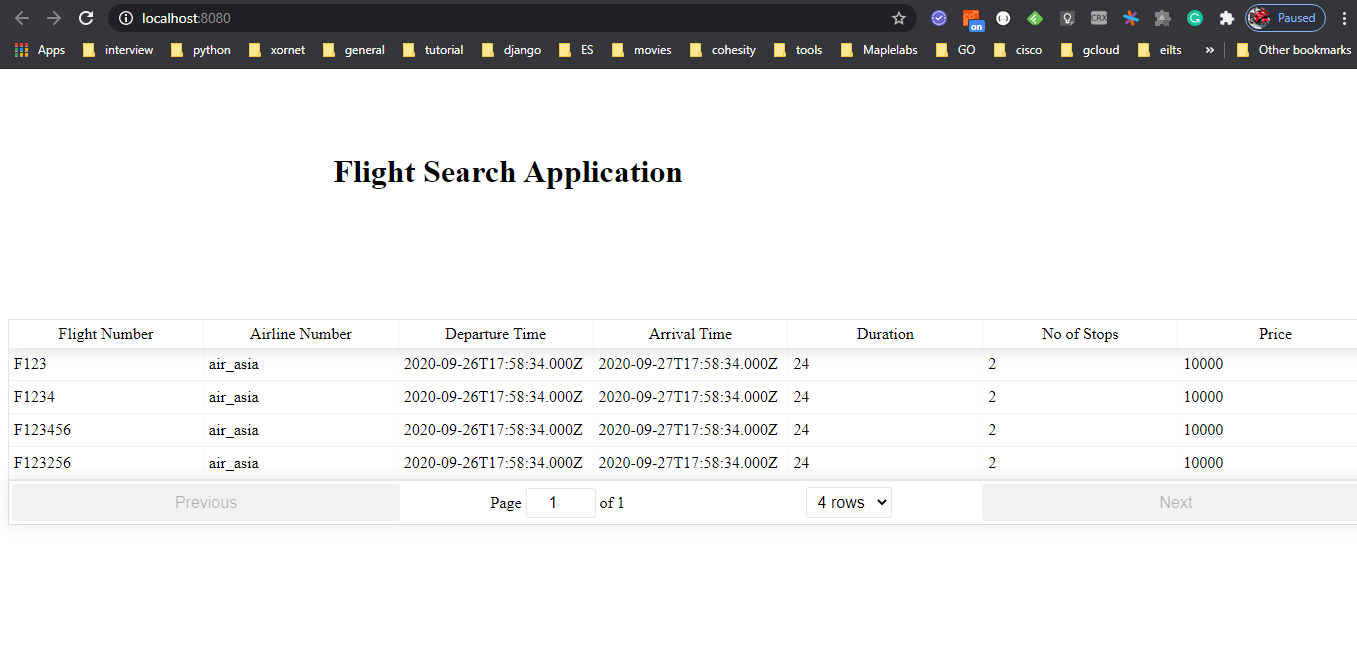 localhost:8080 on CRX Paused
Apps interview python xornet general tutorial django ES movies cohesity tools Maplelabs GO cisco gcloud eilts » Other bookmarks
Flight Search Application
Flight Number Airline Number Departure Time Arrival Time Duration No of Stops Price
F123 air_asia 2020-09-26T17:58:34.000Z 2020-09-27T17:58:34.000Z 24 2 10000
F1234 air_asia 2020-09-26T17:58:34.000Z 2020-09-27T17:58:34.000Z 24 2 10000
F123456 air_asia 2020-09-26T17:58:34.000Z 2020-09-27T17:58:34.000Z 24 2 10000
F123256 air_asia 2020-09-26T17:58:34.000Z 2020-09-27T17:58:34.000Z 24 2 10000
Previous Page 1 of 1 4 rows Next